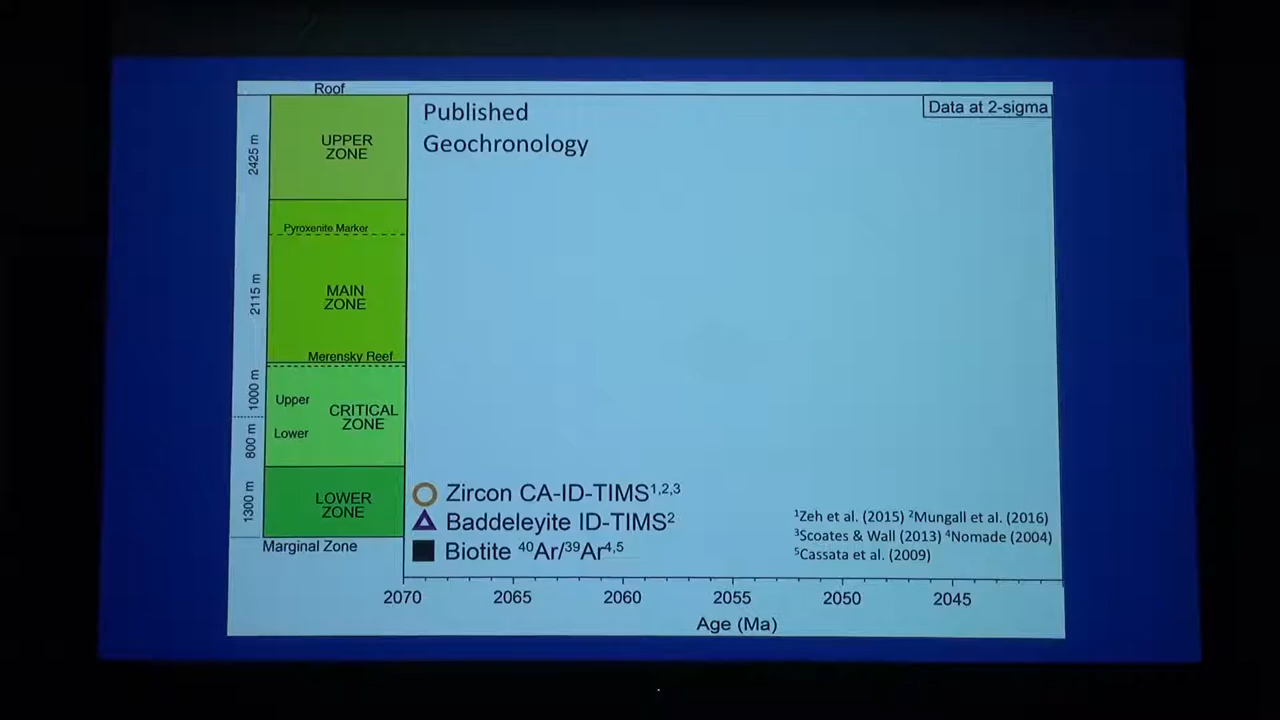 Roof
Published
Geochronology
Data at 2-sigma
2425 m
UPPER
ZONE
Pyroxenite Marker
2115 m
MAIN
ZONE
Merensky Reef
1000 m
Upper
CRITICAL
ZONE
800 m
Lower
1300 m
LOWER
ZONE
Marginal Zone
Zircon CA-ID-TIMS1,2,3
Baddeleyite ID-TIMS2
Biotite 40Ar/39Ar4,5
1Zeh et al. (2015) 2Mungall et al. (2016)
3Scoates & Wall (2013) 4Nomade (2004)
5Cassata et al. (2009)
2070 2065 2060 2055 2050 2045
Age (Ma)